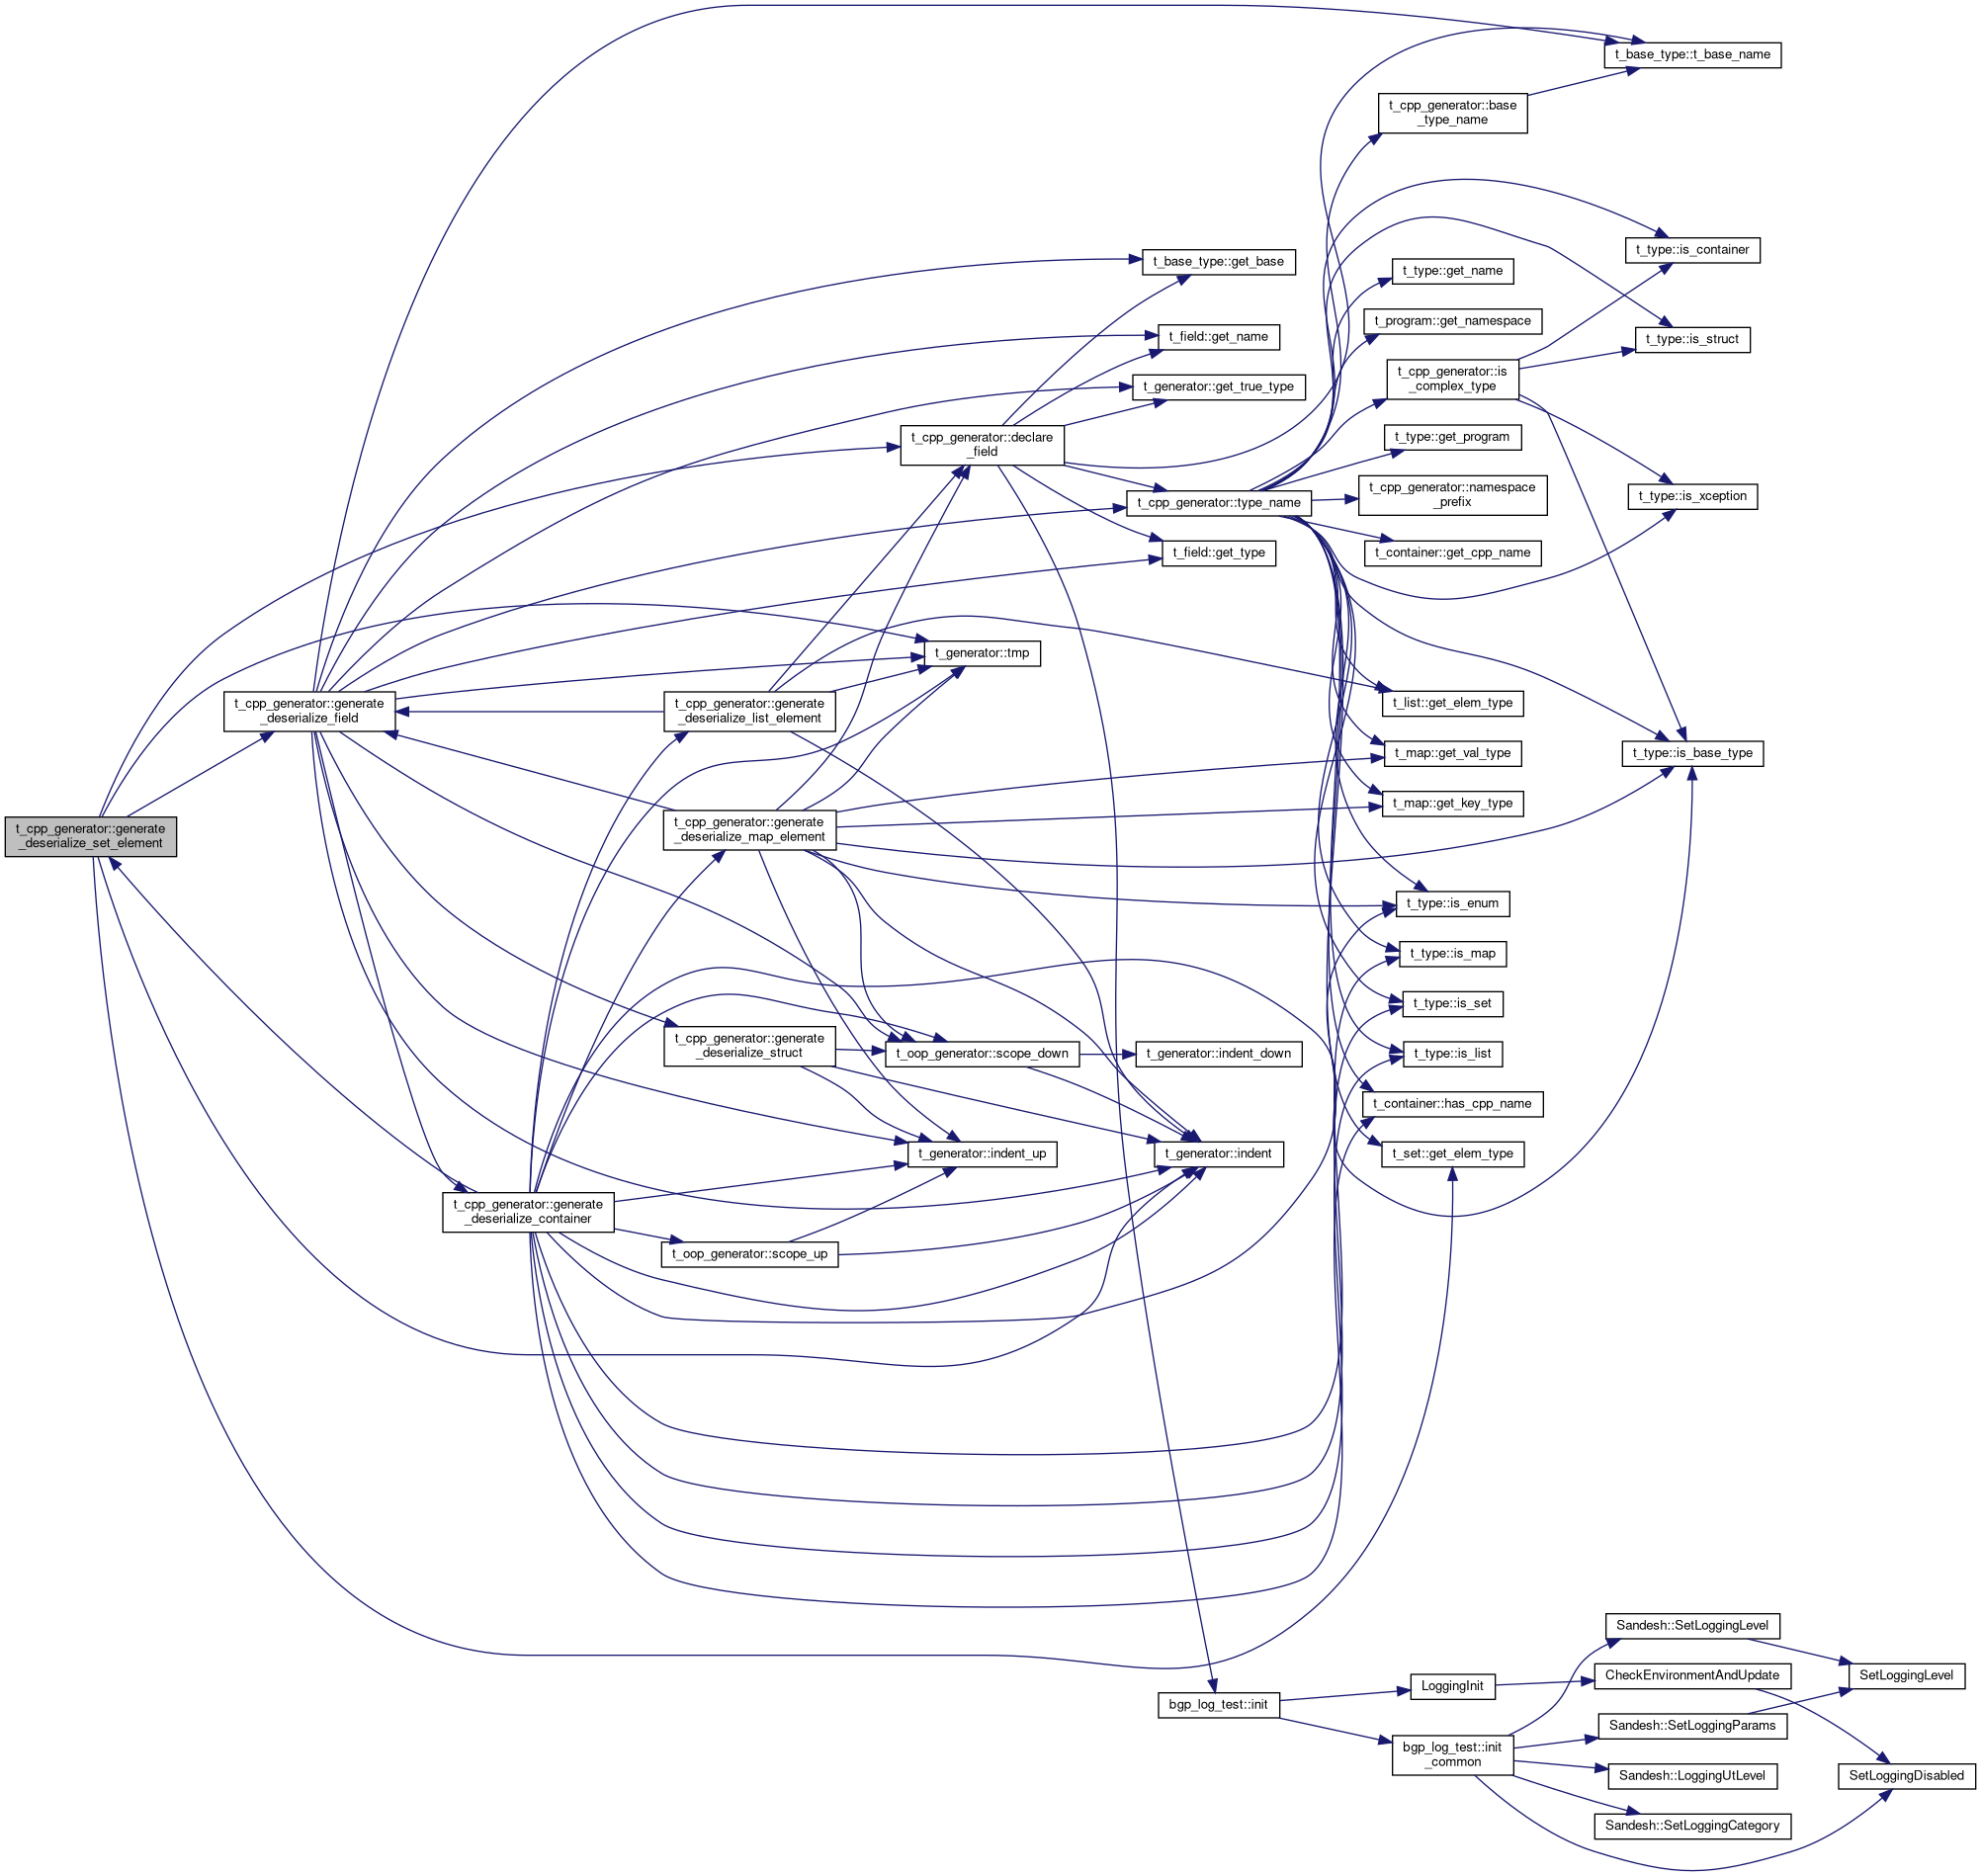 t_base_type::t_base_name
t_cpp_generator::base
_type_name
t_type::is_container
t_base_type::get_base
t_type::get_name
t_program::get_namespace
t_field::get_name
t_type::is_struct
t_cpp_generator::is
_complex_type
t_generator::get_true_type
t_cpp_generator::declare
_field
t_type::get_program
t_cpp_generator::namespace
_prefix
t_type::is_xception
t_cpp_generator::type_name
t_container::get_cpp_name
t_field::get_type
t_generator::tmp
t_cpp_generator::generate
_deserialize_field
t_cpp_generator::generate
_deserialize_list_element
t_list::get_elem_type
t_map::get_val_type
t_type::is_base_type
t_map::get_key_type
t_cpp_generator::generate
_deserialize_set_element
t_cpp_generator::generate
_deserialize_map_element
t_type::is_enum
t_type::is_map
t_type::is_set
t_cpp_generator::generate
_deserialize_struct
t_oop_generator::scope_down
t_generator::indent_down
t_type::is_list
t_container::has_cpp_name
t_generator::indent_up
t_generator::indent
t_set::get_elem_type
t_cpp_generator::generate
_deserialize_container
t_oop_generator::scope_up
Sandesh::SetLoggingLevel
CheckEnvironmentAndUpdate
SetLoggingLevel
LoggingInit
bgp_log_test::init
Sandesh::SetLoggingParams
bgp_log_test::init
_common
Sandesh::LoggingUtLevel
SetLoggingDisabled
Sandesh::SetLoggingCategory